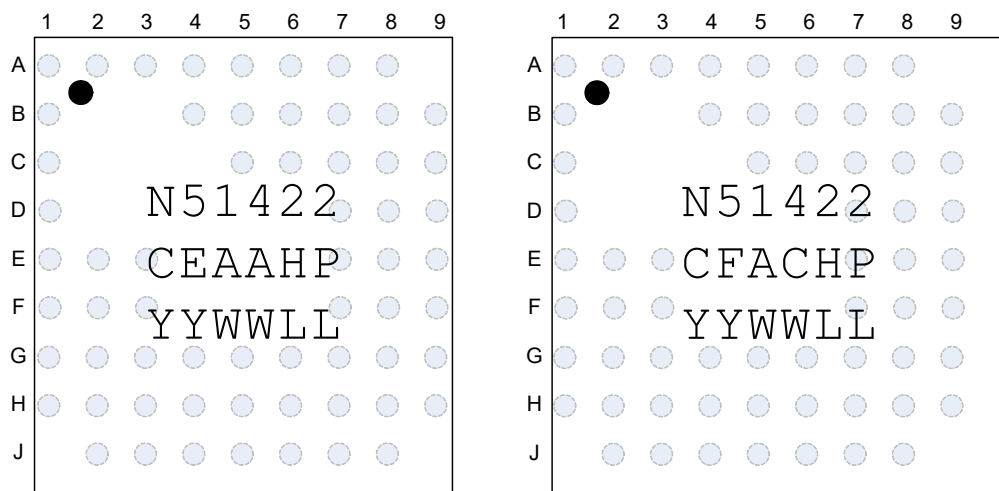 1 2 3 4 5 6 7 8 9
A
B
C
D
E
F
G
H
J
N51422
CEAAHP
YYWWLL
1 2 3 4 5 6 7 8 9
A
B
C
D
E
F
G
H
J
N51422
CFACHP
YYWWLL